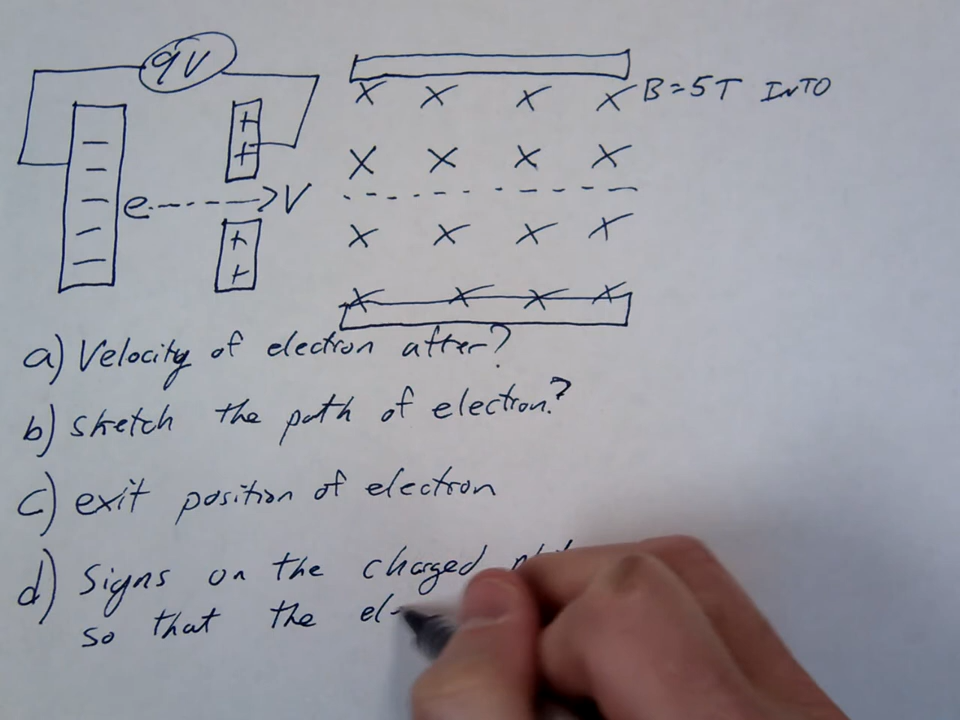 9V
B=5T INTO
e V
a) Velocity of electron after?
b) Sketch the path of electron?
c) exit position of electron
d) Signs on the charged
so that the